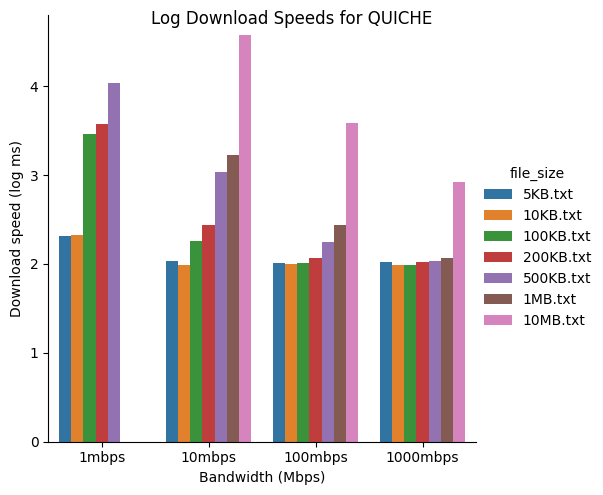 Log Download Speeds for QUICHE
Download speed (log ms)
4
3
2
1
0
1mbps
10mbps
100mbps
1000mbps
Bandwidth (Mbps)
file_size
5KB.txt
10KB.txt
100KB.txt
200KB.txt
500KB.txt
1MB.txt
10MB.txt